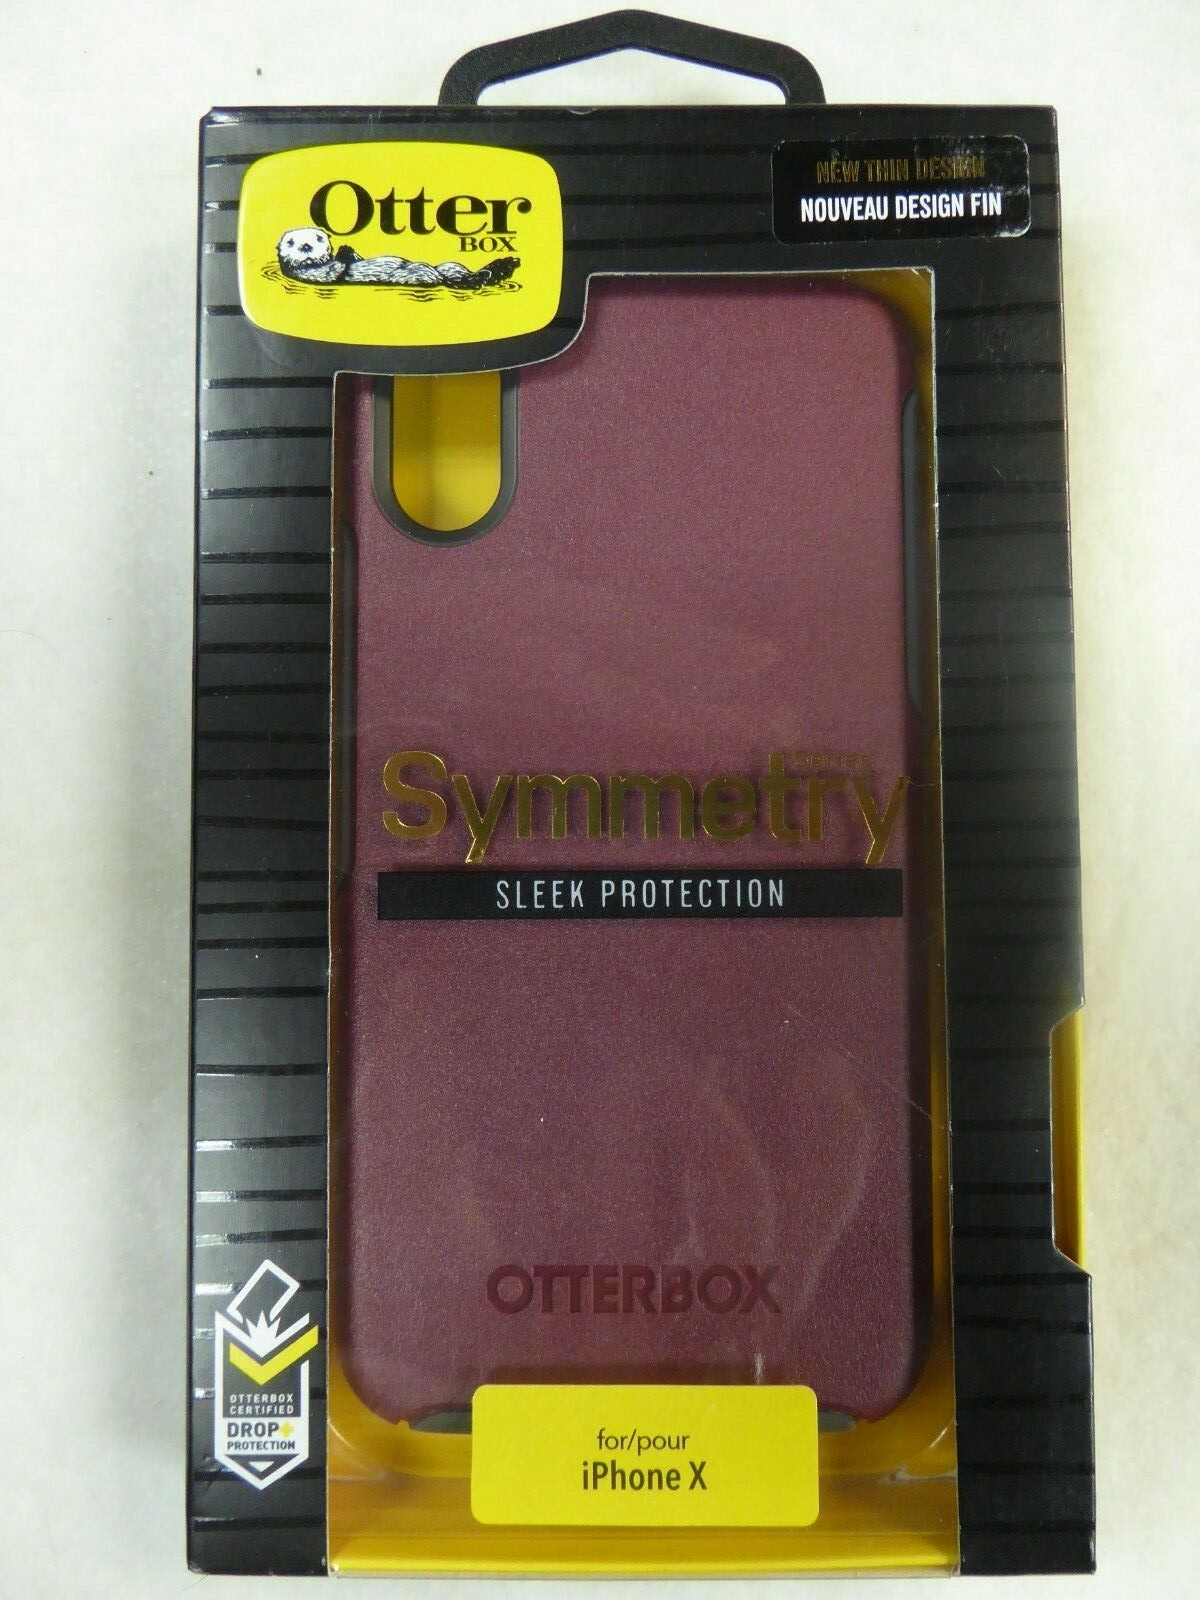 Otter
BOX
NEW THIN DESIGN
NOUVEAU DESIGN FIN
Series
Symmetry
SLEEK PROTECTION
OTTERBOX
OTTERBOX
CERTIFIED
DROP+
PROTECTION
for/pour
iPhone X